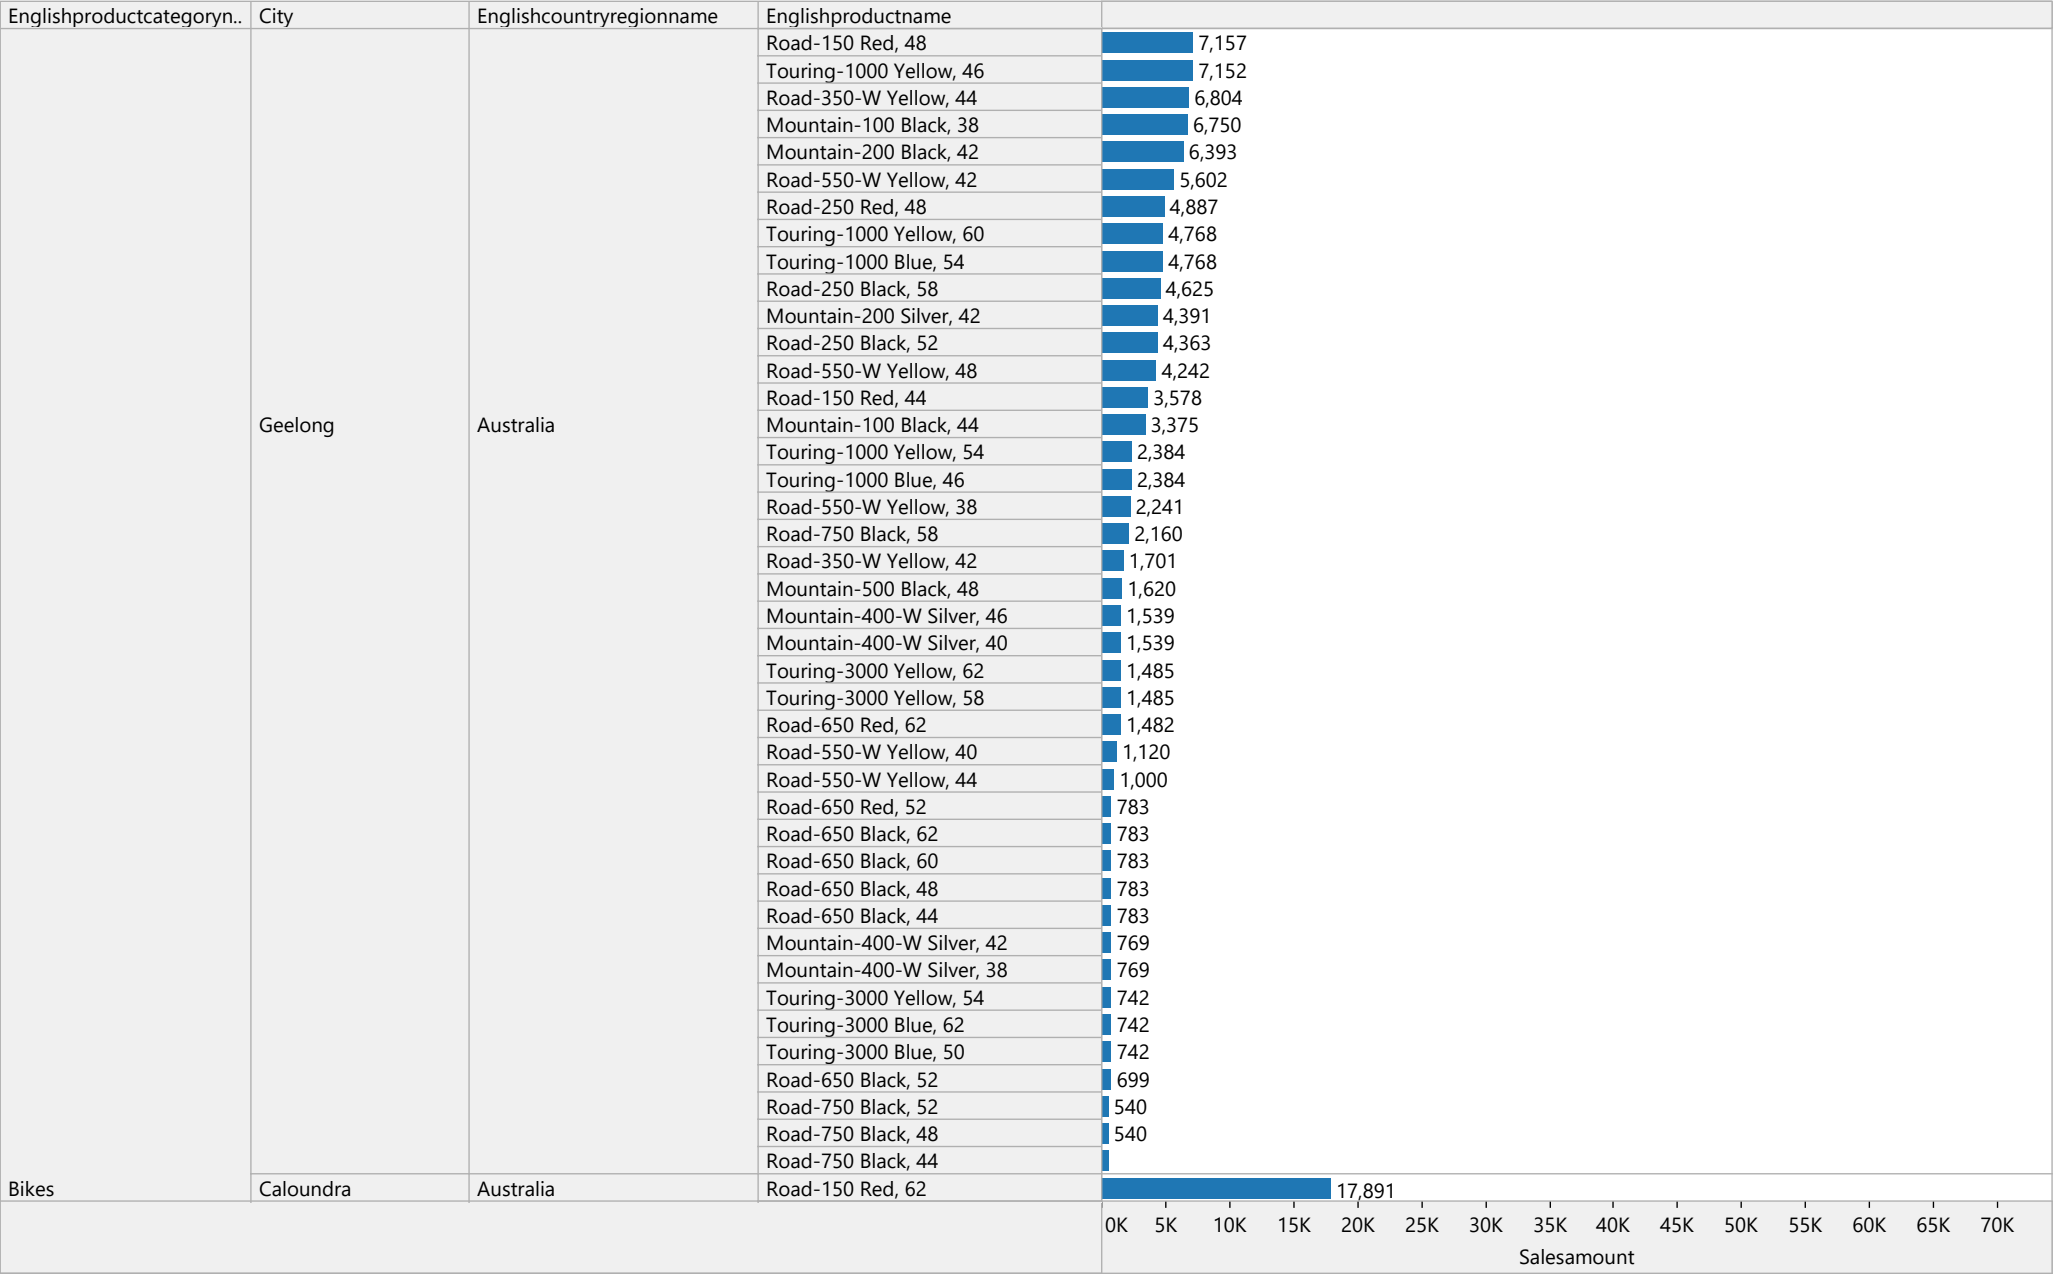 Englishproductcategoryn.. City Englishcountryregionname Englishproductname
Road-150 Red, 48 7,157
Touring-1000 Yellow, 46 7,152
Road-350-W Yellow, 44 6,804
Mountain-100 Black, 38 6,750
Mountain-200 Black, 42 6,393
Road-550-W Yellow, 42 5,602
Road-250 Red, 48 4,887
Touring-1000 Yellow, 60 4,768
Touring-1000 Blue, 54 4,768
Road-250 Black, 58 4,625
Mountain-200 Silver, 42 4,391
Road-250 Black, 52 4,363
Road-550-W Yellow, 48 4,242
Road-150 Red, 44 3,578
Geelong Australia Mountain-100 Black, 44 3,375
Touring-1000 Yellow, 54 2,384
Touring-1000 Blue, 46 2,384
Road-550-W Yellow, 38 2,241
Road-750 Black, 58 2,160
Road-350-W Yellow, 42 1,701
Mountain-500 Black, 48 1,620
Mountain-400-W Silver, 46 1,539
Mountain-400-W Silver, 40 1,539
Touring-3000 Yellow, 62 1,485
Touring-3000 Yellow, 58 1,485
Road-650 Red, 62 1,482
Road-550-W Yellow, 40 1,120
Road-550-W Yellow, 44 1,000
Road-650 Red, 52 783
Road-650 Black, 62 783
Road-650 Black, 60 783
Road-650 Black, 48 783
Road-650 Black, 44 783
Mountain-400-W Silver, 42 769
Mountain-400-W Silver, 38 769
Touring-3000 Yellow, 54 742
Touring-3000 Blue, 62 742
Touring-3000 Blue, 50 742
Road-650 Black, 52 699
Road-750 Black, 52 540
Road-750 Black, 48 540
Road-750 Black, 44
Bikes Caloundra Australia Road-150 Red, 62 17,891
0K 5K 10K 15K 20K 25K 30K 35K 40K 45K 50K 55K 60K 65K 70K
Salesamount